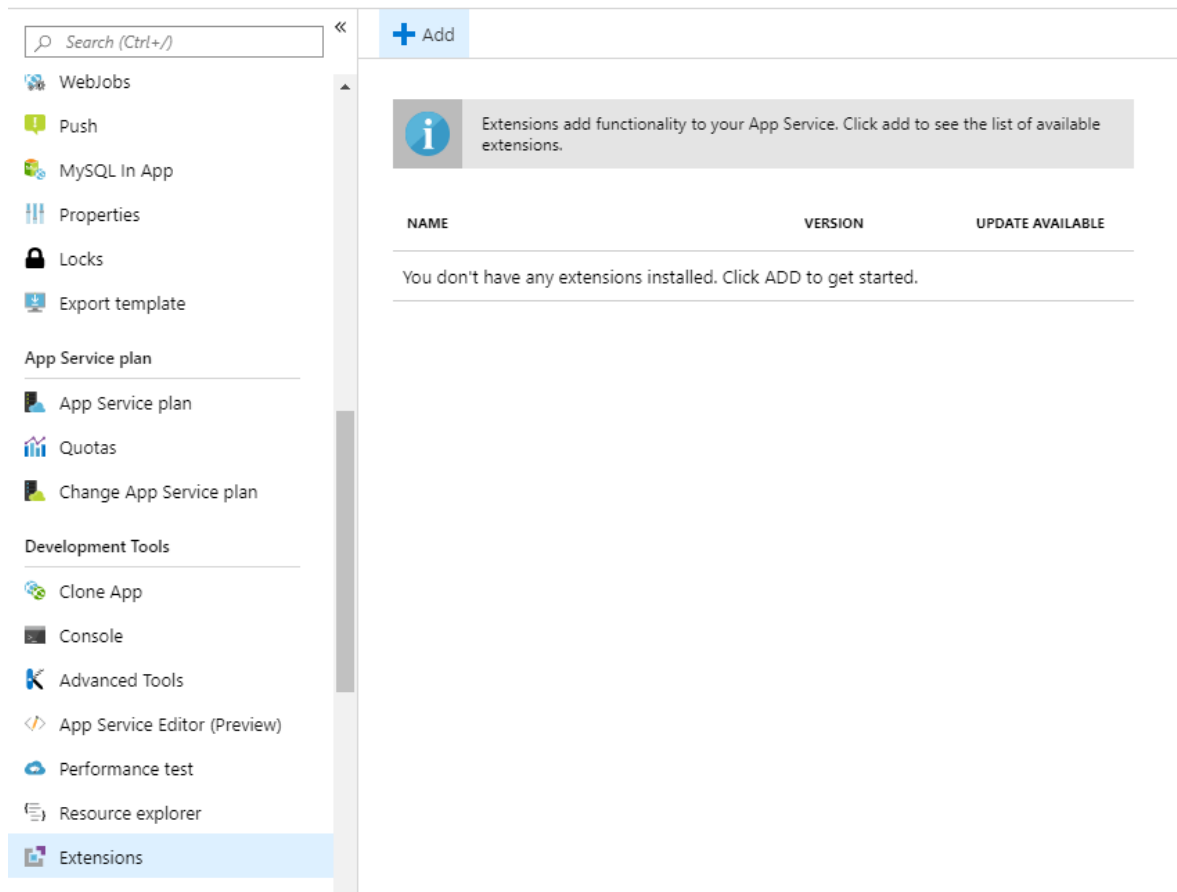 Search (Ctrl+/)
«
WebJobs
Push
MySQL In App
Properties
Locks
Export template
App Service plan
App Service plan
Quotas
Change App Service plan
Development Tools
Clone App
Console
Advanced Tools
App Service Editor (Preview)
Performance test
Resource explorer
Extensions
Add
Extensions add functionality to your App Service. Click add to see the list of available
extensions.
NAME VERSION UPDATE AVAILABLE
You don't have any extensions installed. Click ADD to get started.